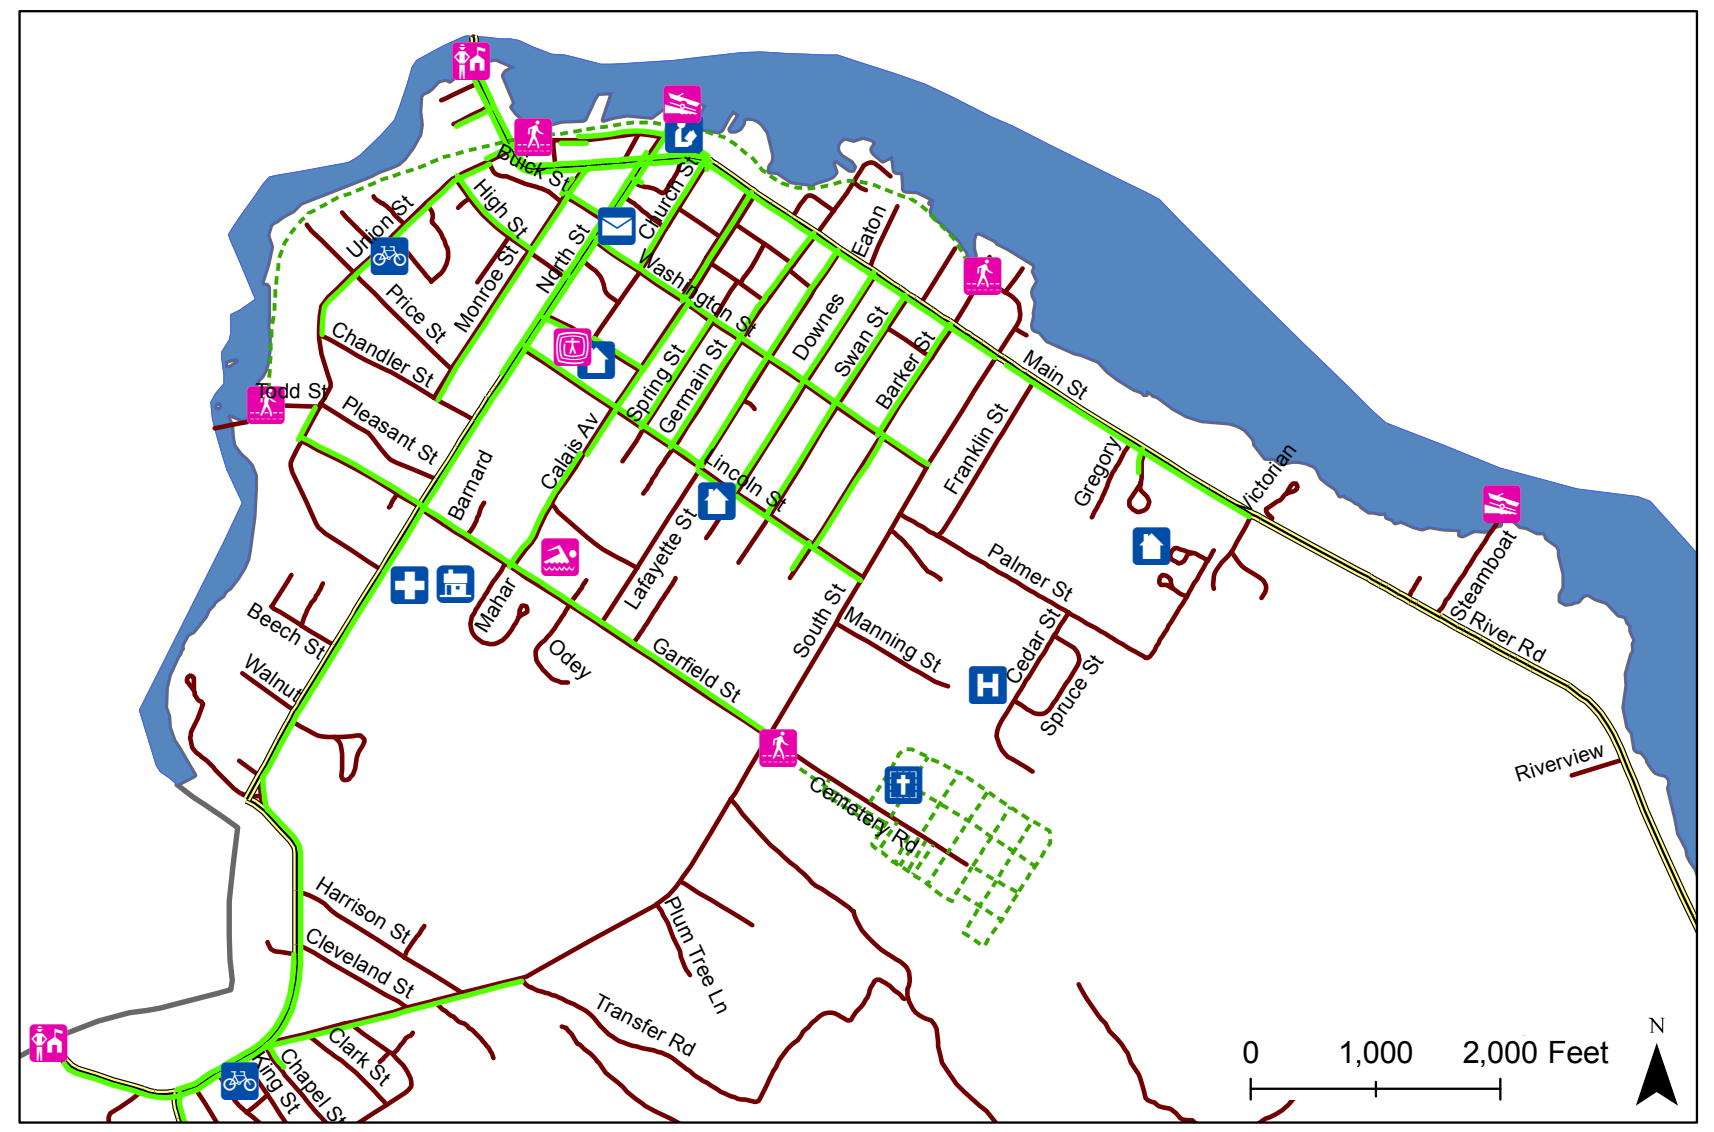 Buick St
High St
Church St
Union St
North St
Eaton
Monroe St
Washington St
Price St
Downes
Swan St
Chandler St
Barker St
Main St
Spring St
Germain St
Todd St
Pleasant St
Calais Av
Franklin St
Gregory
Victorian
Barnard
Lincoln St
Lafayette St
Palmer St
Steamboat
Mahar
Beech St
South St
Manning St
Cedar St
River Rd
Odey
Garfield St
Walnut
Spruce St
Riverview
Cemetery Rd
Harrison St
Cleveland St
Plum Tree Ln
Transfer Rd
Clark St
Chapel St
King St
N
0 1,000 2,000 Feet
H